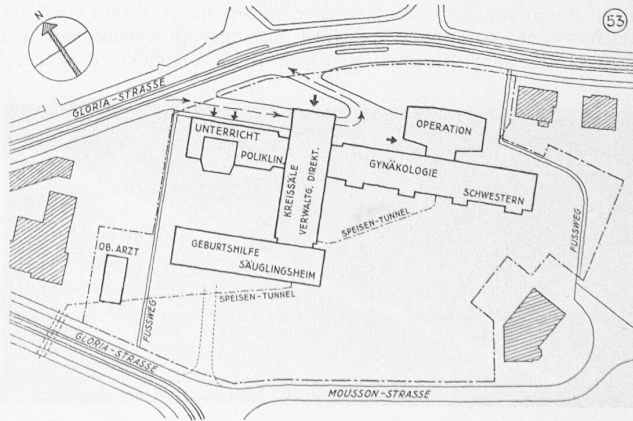 N
53
GLORIA-STRASSE
UNTERRICHT
POLIKLIN.
OPERATION
KREISSÄLE
VERWALTG. DIREKT.
GYNÄKOLOGIE
SCHWESTERN
SPEISEN-TUNNEL
FUSSWEG
OB. ARZT
GEBURTSHILFE
SÄUGLINGSHEIM
SPEISEN-TUNNEL
FUSSWEG
GLORIA-STRASSE
MOUSSON-STRASSE